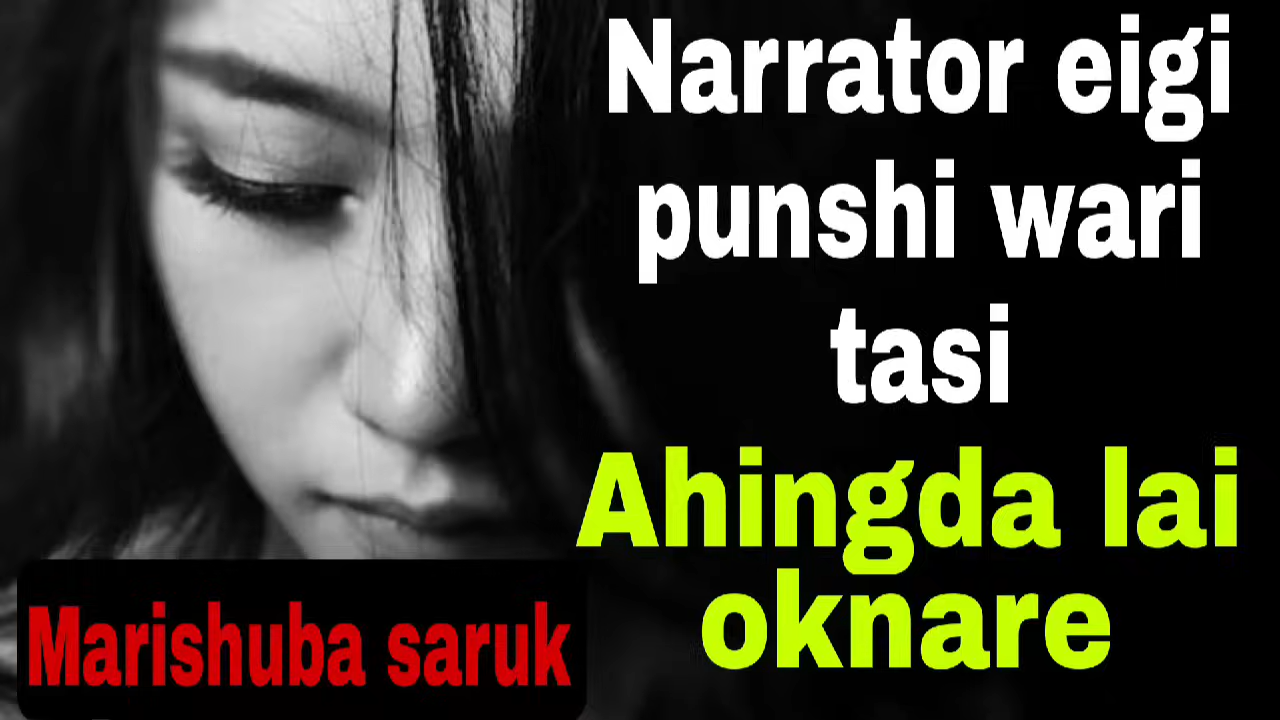 Narrator eigi
punshi wari
tasi
Ahingda lai
oknare
Marishuba saruk